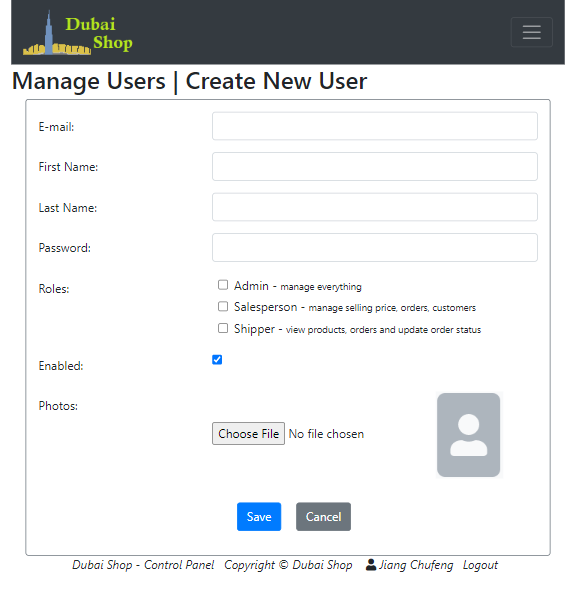 Dubai
Shop
Manage Users | Create New User
E-mail:
First Name:
Last Name:
Password:
Roles:
Admin - manage everything
Salesperson - manage selling price, orders, customers
Shipper - view products, orders and update order status
Enabled:
Photos:
Choose File No file chosen
Save Cancel
Dubai Shop - Control Panel Copyright © Dubai Shop Jiang Chufeng Logout